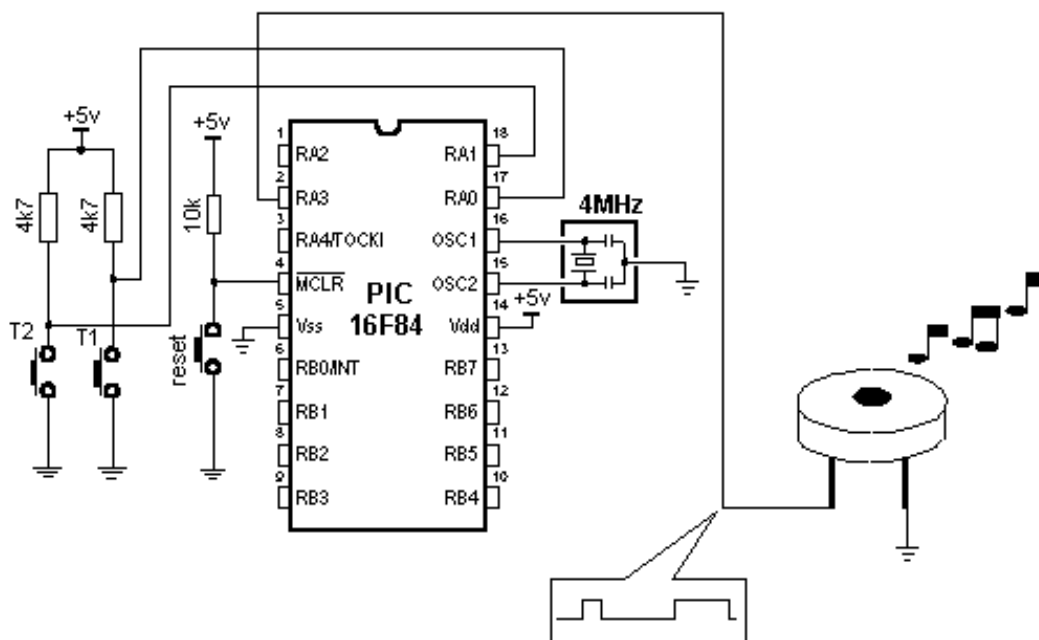 +5v
+5v
4k7
4k7
10k
T2
T1
reset
1
RA2
2
RA3
3
RA4/TOCKI
4
MCLR
5
Vss
6
RB0/INT
7
RB1
8
RB2
9
RB3
PIC
16F84
18
RA1
17
RA0
16
OSC1
15
OSC2
14
Vdd
13
RB7
12
RB6
11
RB5
10
RB4
4MHz
+5v